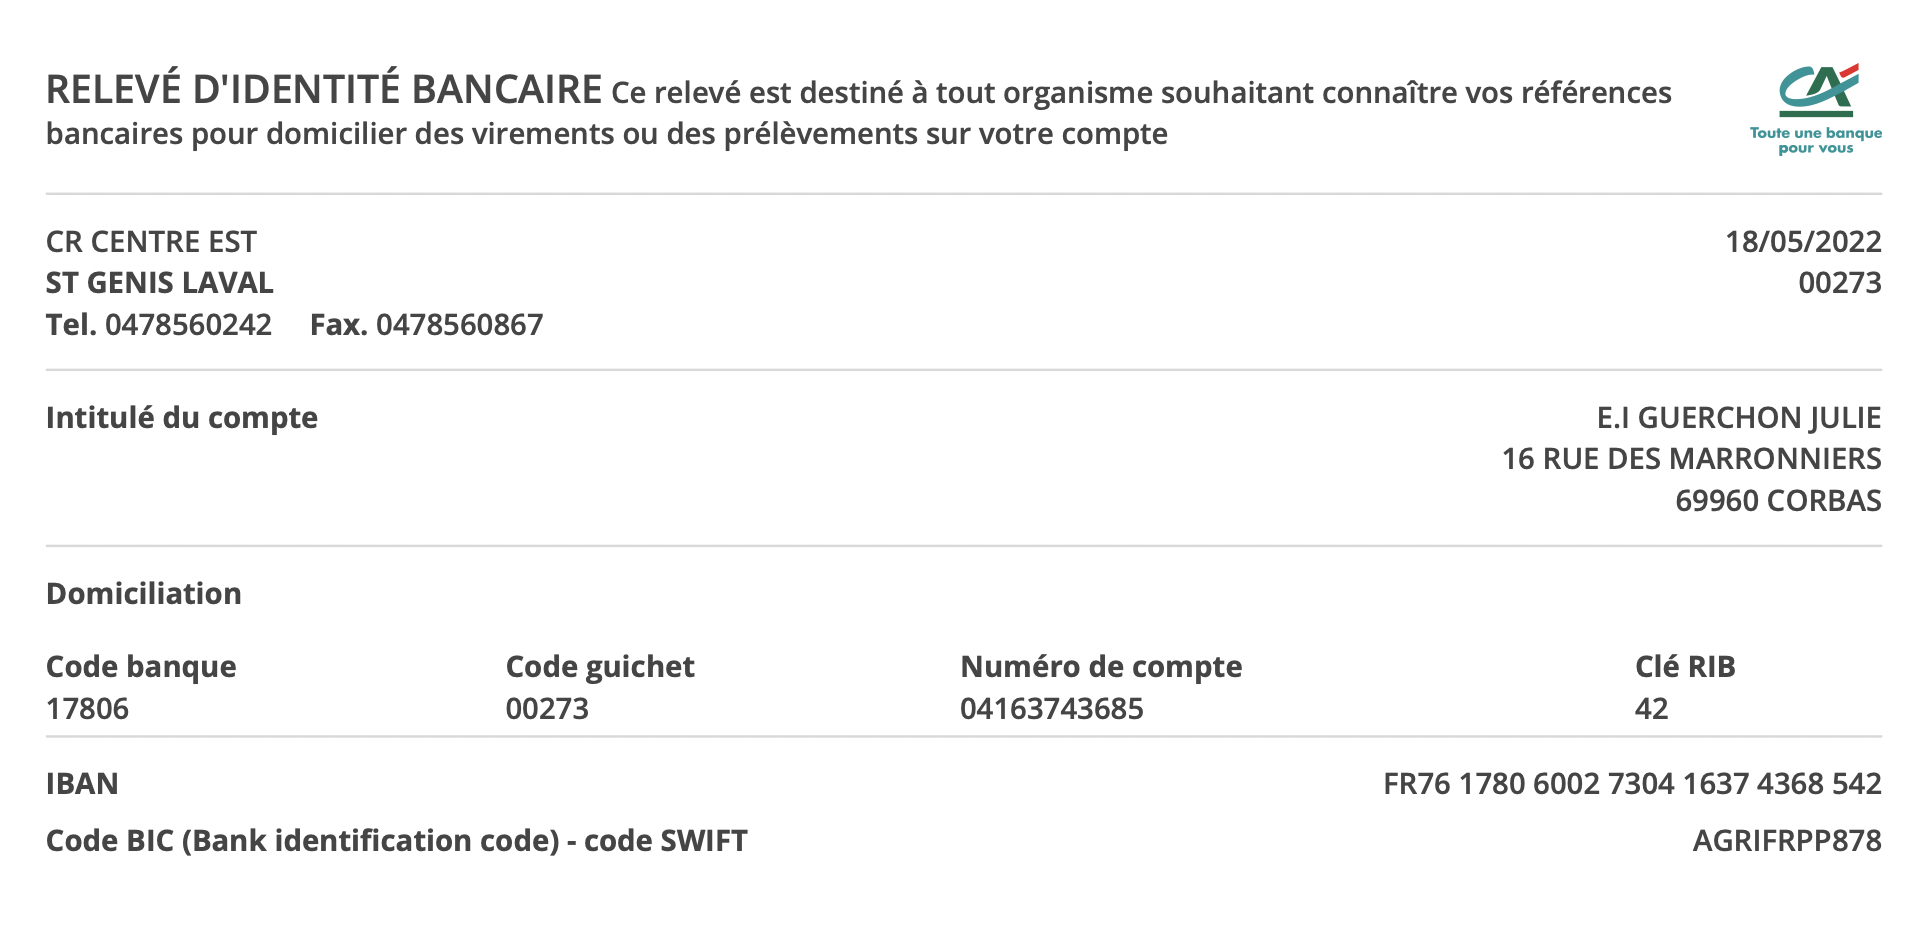 RELEVÉ D'IDENTITÉ BANCAIRE Ce relevé est destiné à tout organisme souhaitant connaître vos références
bancaires pour domicilier des virements ou des prélèvements sur votre compte
CA
Toute une banque
pour vous
CR CENTRE EST 18/05/2022
ST GENIS LAVAL 00273
Tel. 0478560242 Fax. 0478560867
Intitulé du compte E.I GUERCHON JULIE
16 RUE DES MARRONNIERS
69960 CORBAS
Domiciliation
Code banque Code guichet Numéro de compte Clé RIB
17806 00273 04163743685 42
IBAN FR76 1780 6002 7304 1637 4368 542
Code BIC (Bank identification code) - code SWIFT AGRIFRPP878